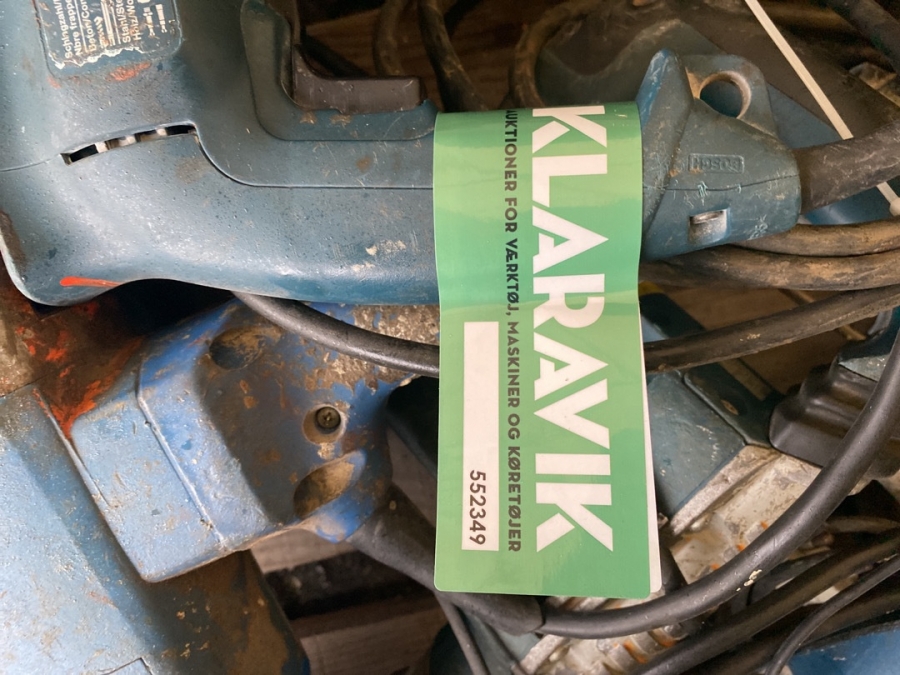 KLARAVIK
AUKTIONER FOR VÆRKTØJ, MASKINER OG KØRETØJER
552349
BOSCH